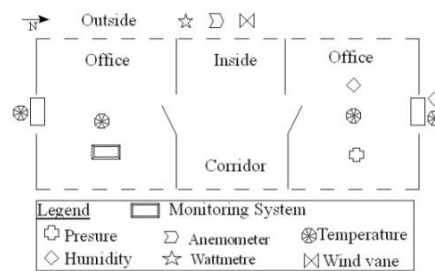 Outside
N
Office Inside Office
Corridor
Legend Monitoring System
Presure Anemometer Temperature
Humidity Wattmetre Wind vane